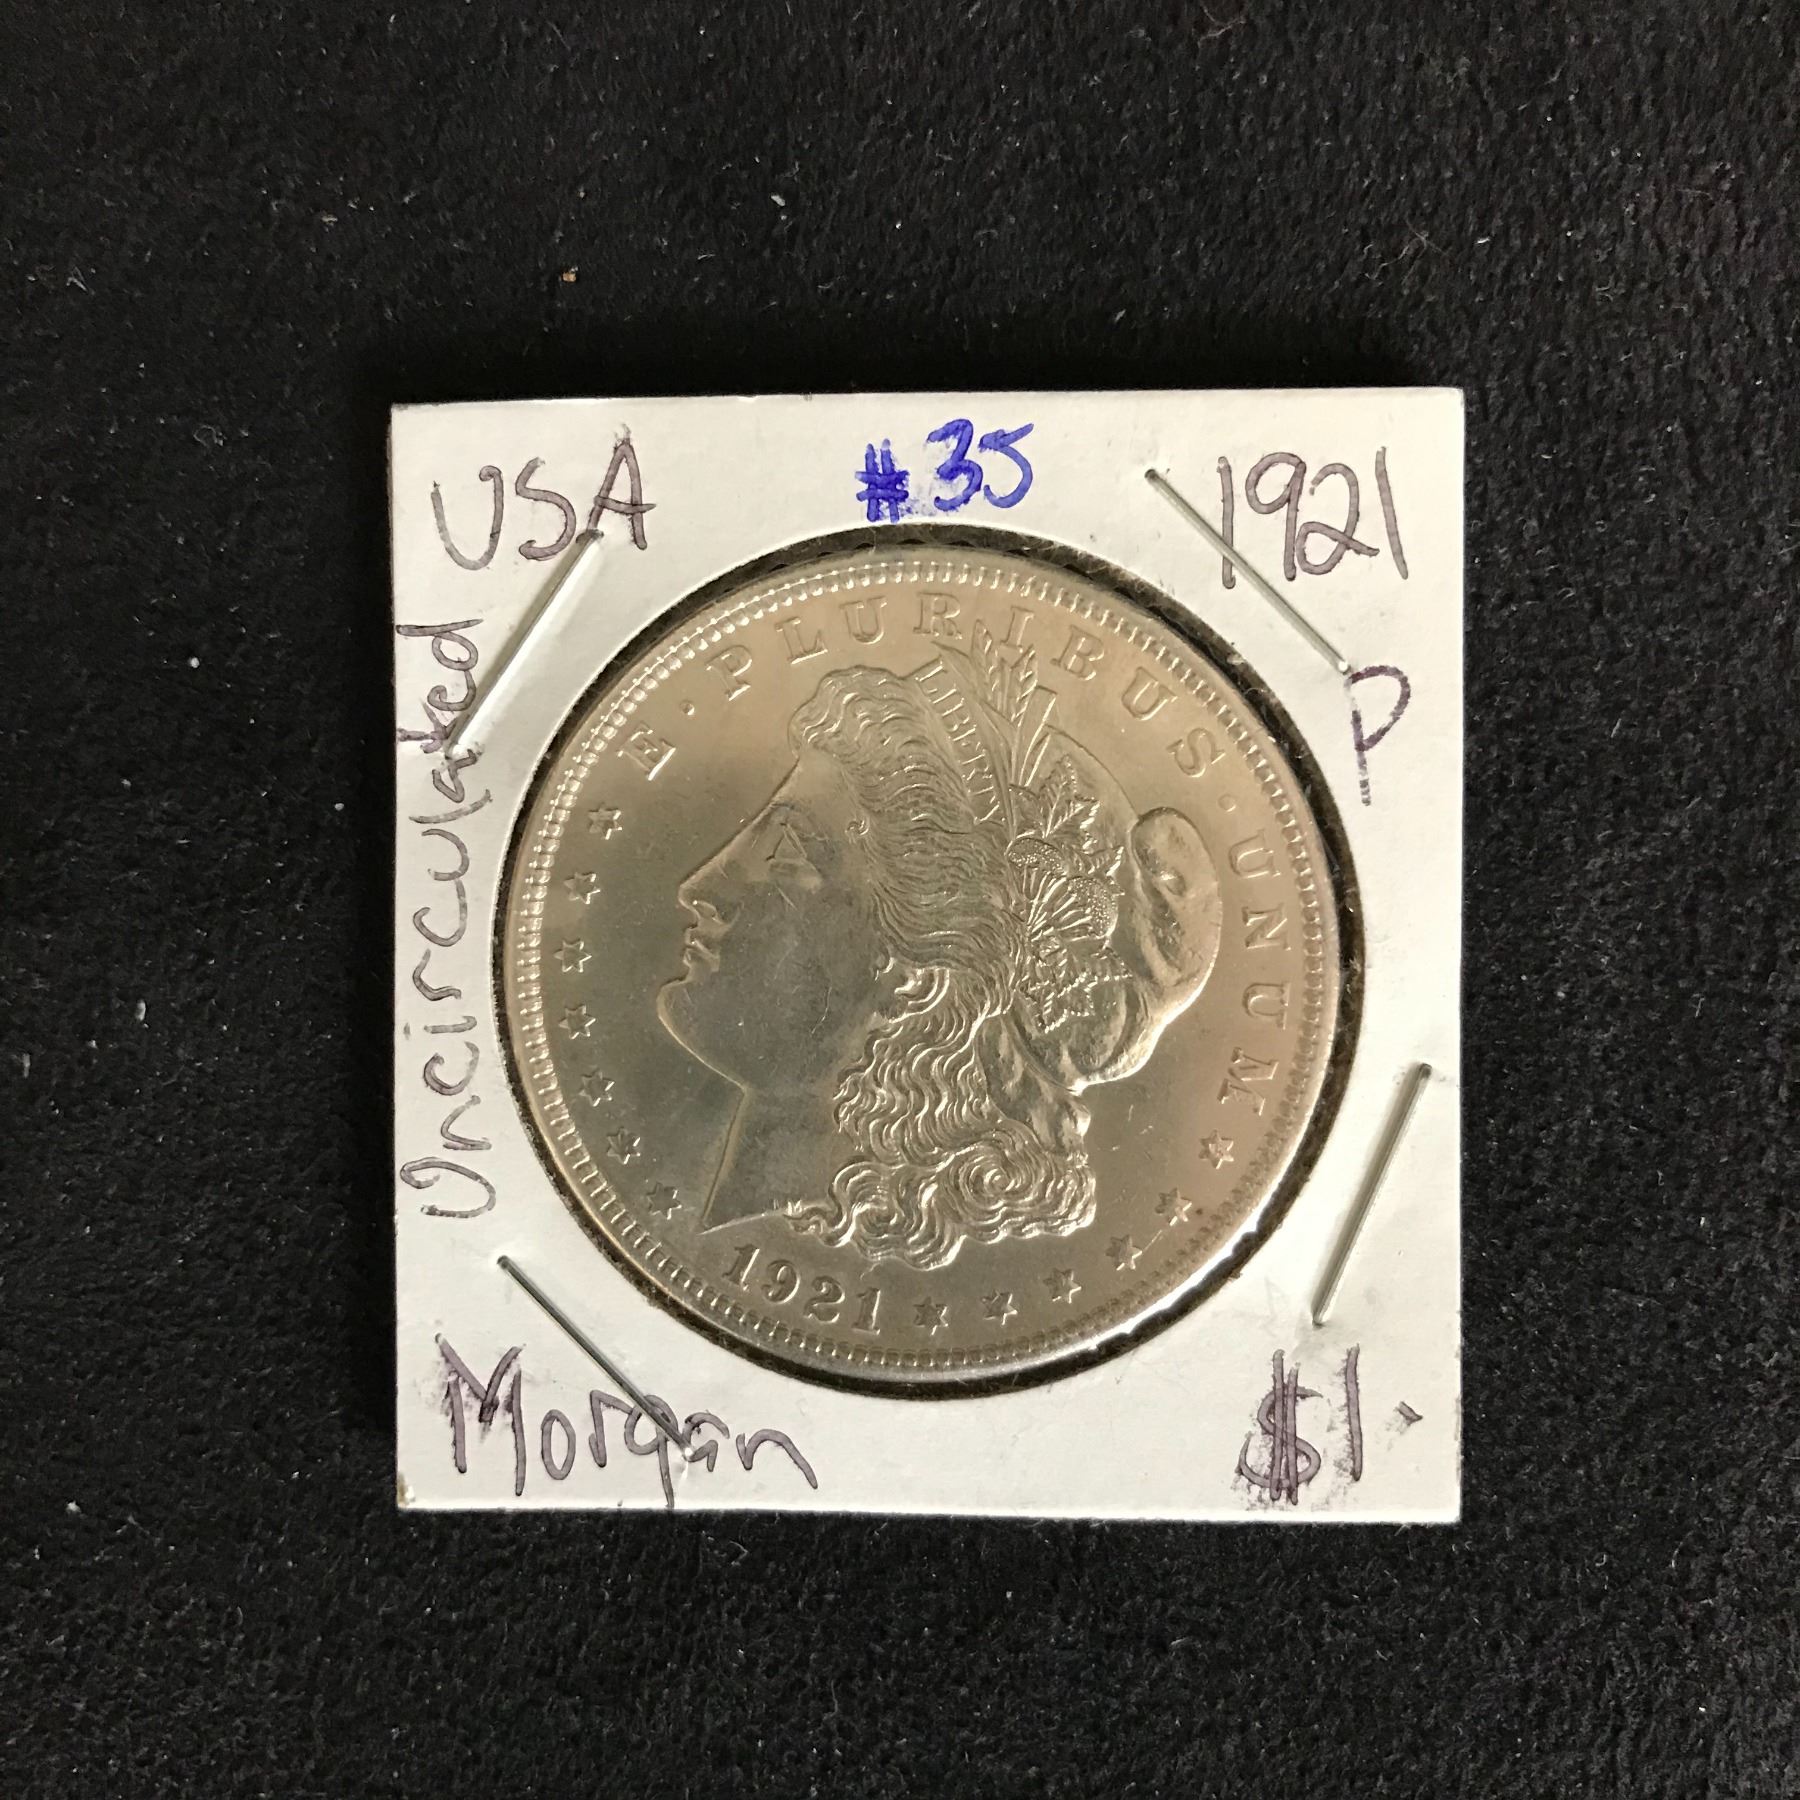 USA #35 1921
P
Uncirculated
E · PLURIBUS · UNUM
LIBERTY
1921
Morgan $1.